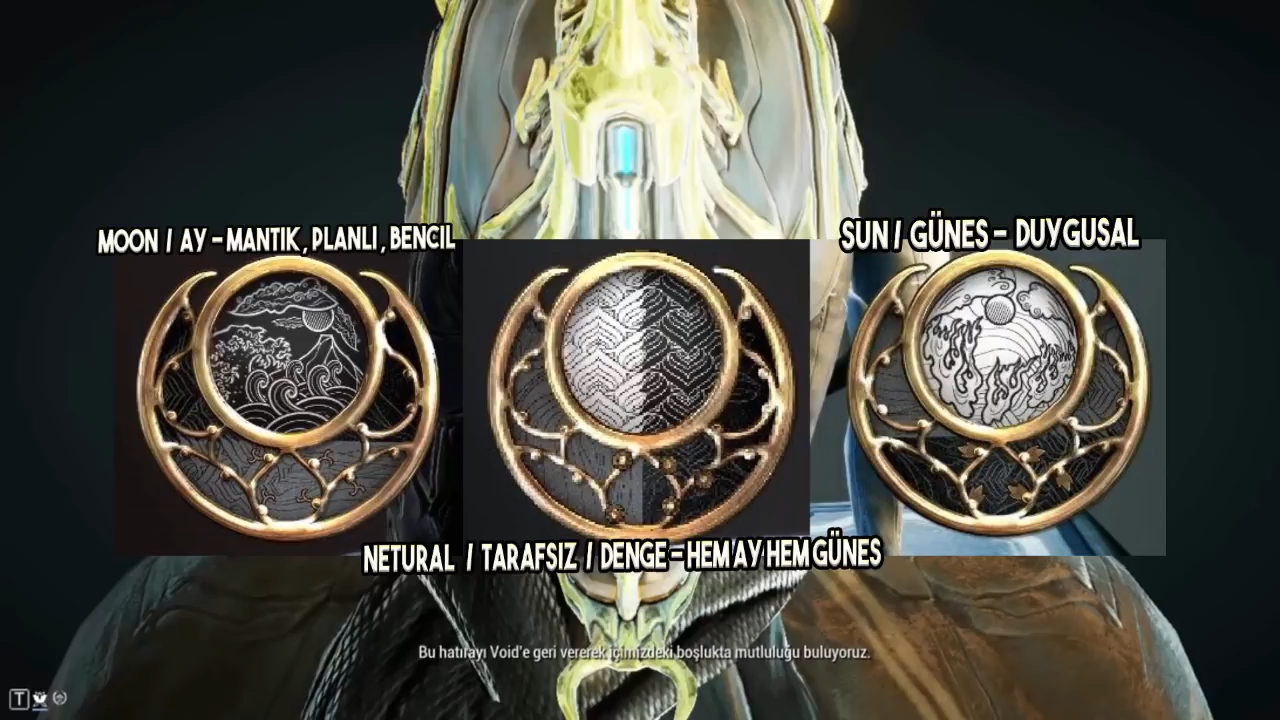 SUN / GÜNES - DUYGUSAL
MOON / AY - MANTIK, PLANLI, BENCIL
NETURAL / TARAFSIZ / DENGE - HEM AY HEM GÜNES
Bu hatırayı Void'e geri vererek içimizdeki boşlukta mutluluğu buluyoruz.
T